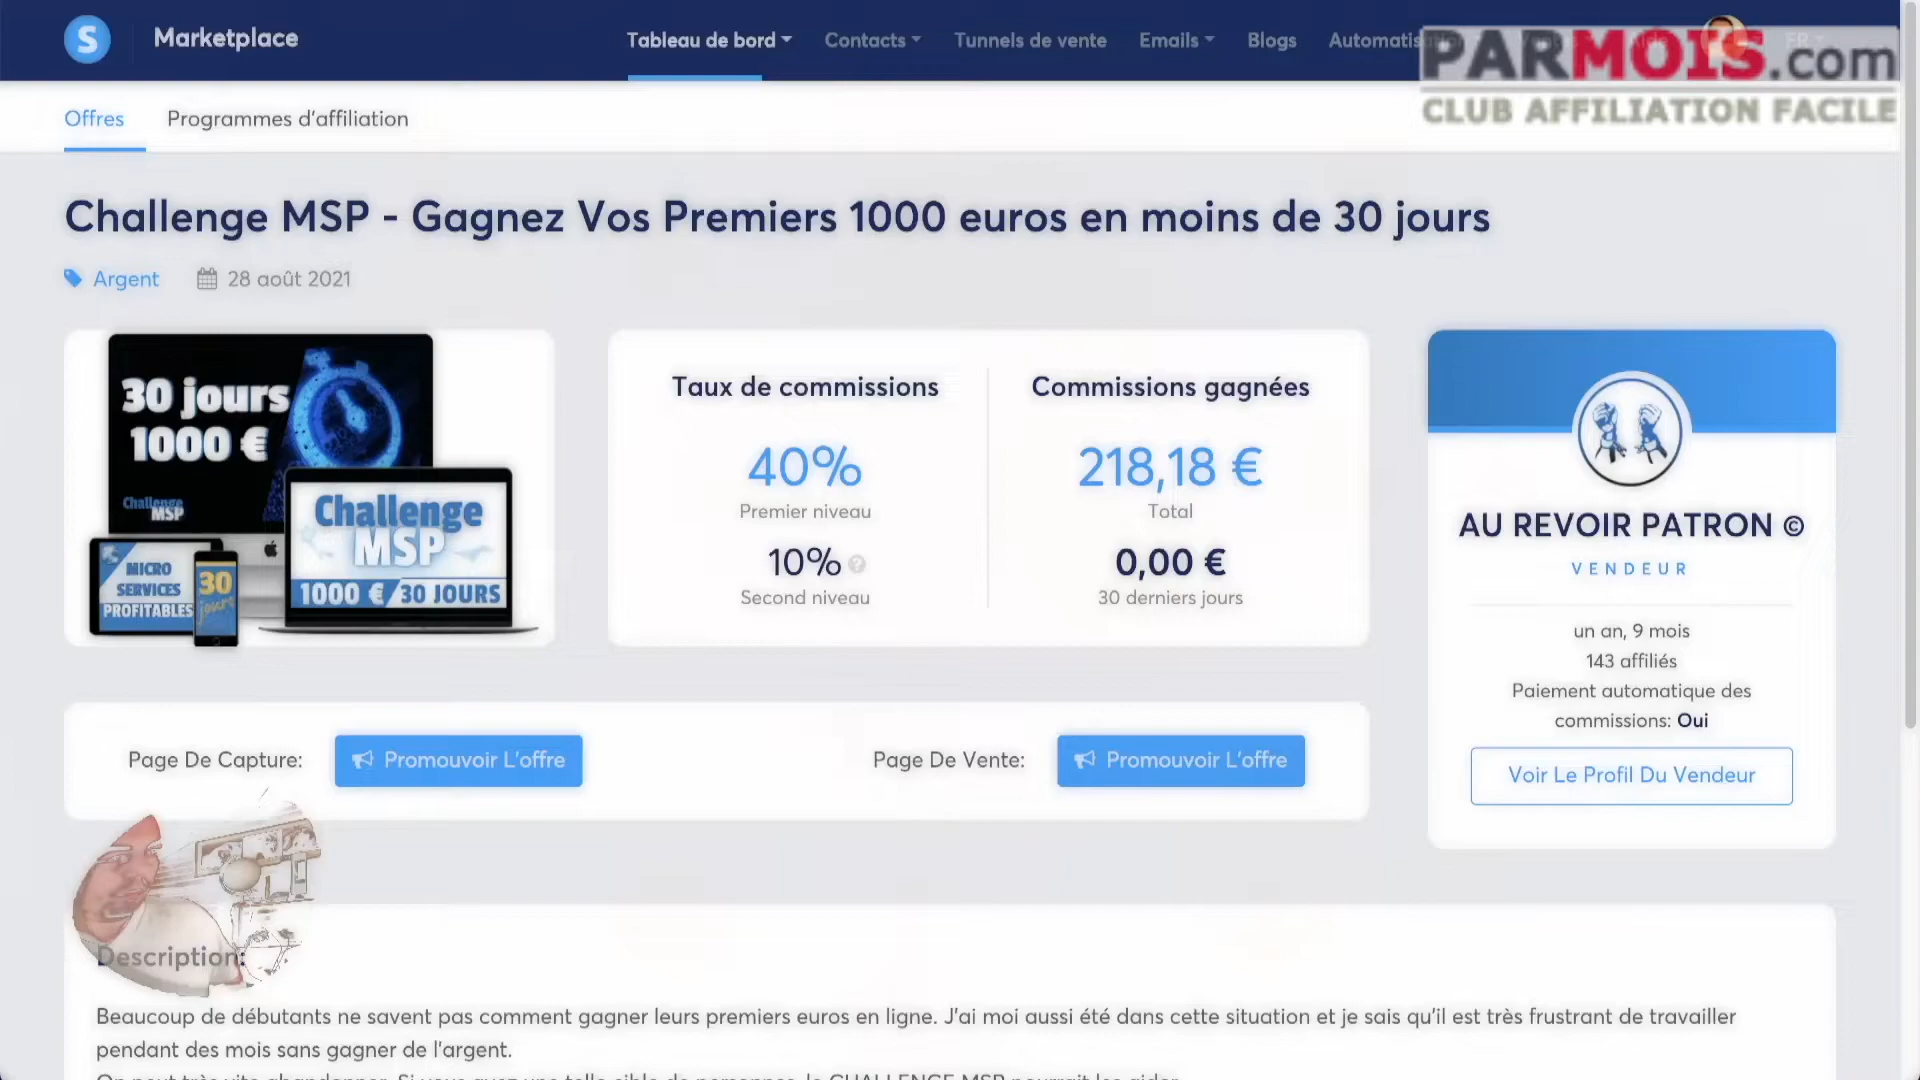 S Marketplace Tableau de bord Contacts Tunnels de vente Emails Blogs FR
PARMOIS.com
CLUB AFFILIATION FACILE
Offres Programmes d'affiliation
Challenge MSP - Gagnez Vos Premiers 1000 euros en moins de 30 jours
Argent 28 août 2021
30 jours
1000 €
Challenge
MSP
Challenge
MSP
1000 € 30 JOURS
MICRO
SERVICES
PROFITABLES
30
jours
Taux de commissions
40%
Premier niveau
10% ?
Second niveau
Commissions gagnées
218,18 €
Total
0,00 €
30 derniers jours
AU REVOIR PATRON ©
VENDEUR
un an, 9 mois
143 affiliés
Paiement automatique des
commissions: Oui
Voir Le Profil Du Vendeur
Page De Capture: Promouvoir L'offre
Page De Vente: Promouvoir L'offre
Description:
Beaucoup de débutants ne savent pas comment gagner leurs premiers euros en ligne. J'ai moi aussi été dans cette situation et je sais qu'il est très frustrant de travailler
pendant des mois sans gagner de l'argent.